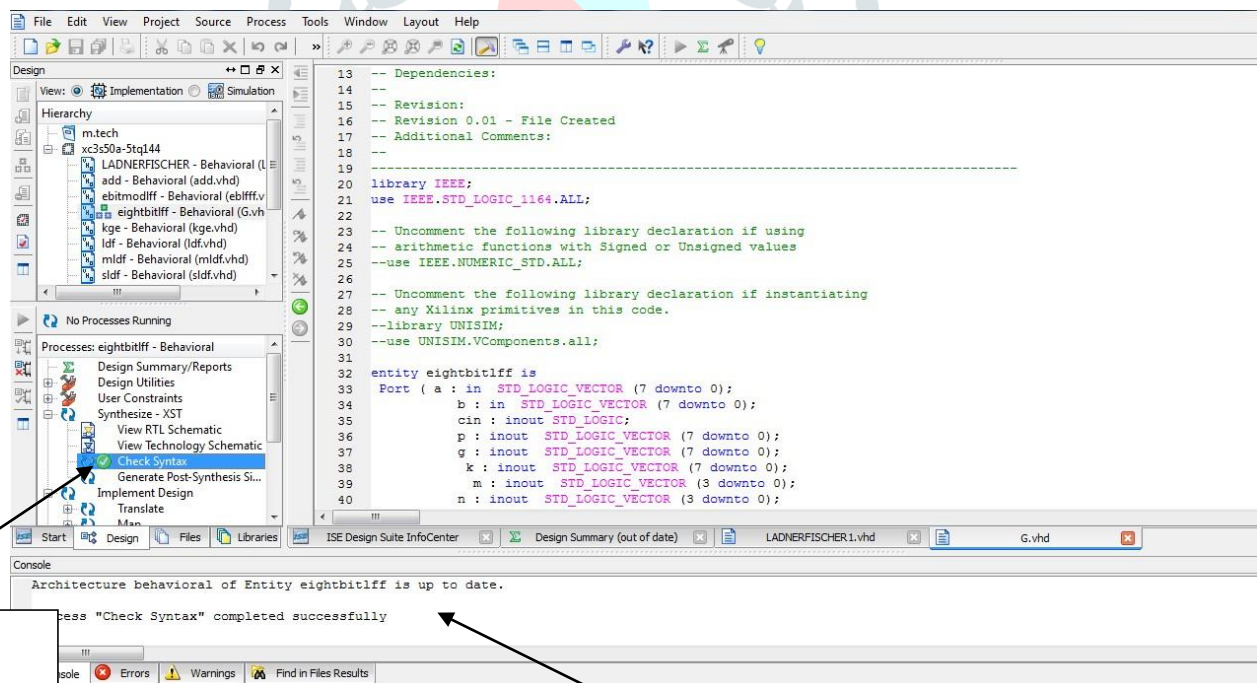 File Edit View Project Source Process Tools Window Layout Help
Design
View: Implementation Simulation
Hierarchy
m.tech
xc3s50a-5tq144
LADNERFISCHER - Behavioral (L
add - Behavioral (add.vhd)
ebitmodlff - Behavioral (eblfff.v
eightbitlff - Behavioral (G.vh
kge - Behavioral (kge.vhd)
ldf - Behavioral (ldf.vhd)
mldf - Behavioral (mldf.vhd)
sldf - Behavioral (sldf.vhd)
No Processes Running
Processes: eightbitlff - Behavioral
Design Summary/Reports
Design Utilities
User Constraints
Synthesize - XST
View RTL Schematic
View Technology Schematic
Check Syntax
Generate Post-Synthesis Si...
Implement Design
Translate
Map
Start Design Files Libraries
13 -- Dependencies:
14 --
15 -- Revision:
16 -- Revision 0.01 - File Created
17 -- Additional Comments:
18 --
19 ----------------------------------------------------------------------------------
20 library IEEE;
21 use IEEE.STD_LOGIC_1164.ALL;
22
23 -- Uncomment the following library declaration if using
24 -- arithmetic functions with Signed or Unsigned values
25 --use IEEE.NUMERIC_STD.ALL;
26
27 -- Uncomment the following library declaration if instantiating
28 -- any Xilinx primitives in this code.
29 --library UNISIM;
30 --use UNISIM.VComponents.all;
31
32 entity eightbitlff is
33 Port ( a : in STD_LOGIC_VECTOR (7 downto 0);
34 b : in STD_LOGIC_VECTOR (7 downto 0);
35 cin : inout STD_LOGIC;
36 p : inout STD_LOGIC_VECTOR (7 downto 0);
37 g : inout STD_LOGIC_VECTOR (7 downto 0);
38 k : inout STD_LOGIC_VECTOR (7 downto 0);
39 m : inout STD_LOGIC_VECTOR (3 downto 0);
40 n : inout STD_LOGIC_VECTOR (3 downto 0);
ISE Design Suite InfoCenter Design Summary (out of date) LADNERFISCHER1.vhd G.vhd
Console
Architecture behavioral of Entity eightbitlff is up to date.
cess "Check Syntax" completed successfully
sole Errors Warnings Find in Files Results